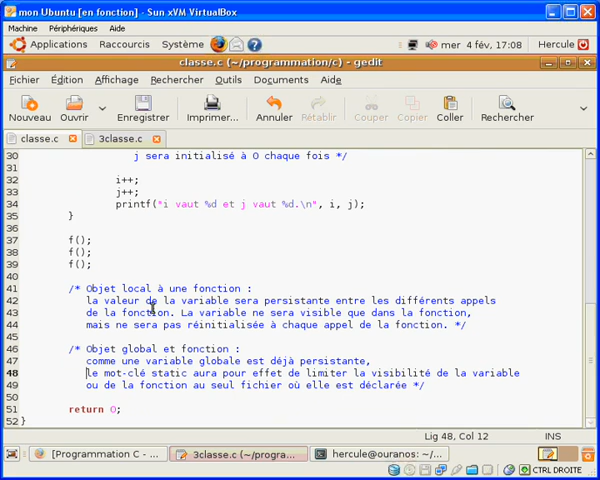 mon Ubuntu [en fonction] - Sun xVM VirtualBox
Machine Périphériques Aide
Applications Raccourcis Système mer 4 fév, 17:08 Hercule
classe.c (~/programmation/c) - gedit
Fichier Édition Affichage Rechercher Outils Documents Aide
Nouveau Ouvrir Enregistrer Imprimer... Annuler Rétablir Couper Copier Coller Rechercher
classe.c 3classe.c
30 j sera initialisé à 0 chaque fois */
31
32 i++;
33 j++;
34 printf("i vaut %d et j vaut %d.\n", i, j);
35 }
36
37 f();
38 f();
39 f();
40
41 /* Objet local à une fonction :
42 la valeur de la variable sera persistante entre les différents appels
43 de la fonction. La variable ne sera visible que dans la fonction,
44 mais ne sera pas réinitialisée à chaque appel de la fonction. */
45
46 /* Objet global et fonction :
47 comme une variable globale est déjà persistante,
48 le mot-clé static aura pour effet de limiter la visibilité de la variable
49 ou de la fonction au seul fichier où elle est déclarée */
50
51 return 0;
52 }
Lig 48, Col 12 INS
[Programmation C - ... 3classe.c (~/progra... hercule@ouranos: ~/...
CTRL DROITE